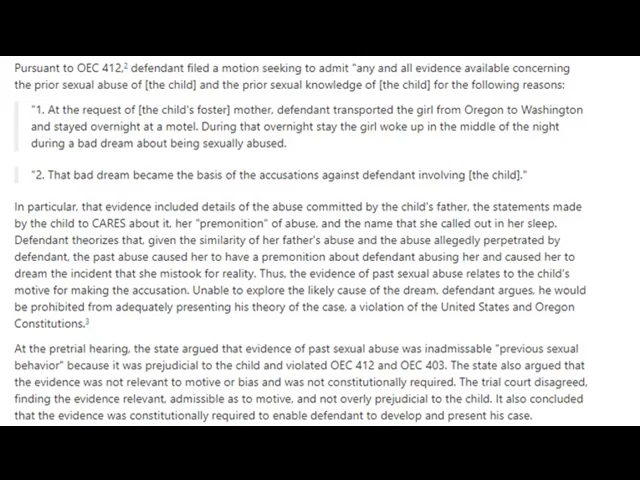 Pursuant to OEC 412,2 defendant filed a motion seeking to admit "any and all evidence available concerning
the prior sexual abuse of [the child] and the prior sexual knowledge of [the child] for the following reasons:
"1. At the request of [the child's foster] mother, defendant transported the girl from Oregon to Washington
and stayed overnight at a motel. During that overnight stay the girl woke up in the middle of the night
during a bad dream about being sexually abused.
"2. That bad dream became the basis of the accusations against defendant involving [the child]."
In particular, that evidence included details of the abuse committed by the child's father, the statements made
by the child to CARES about it, her "premonition" of abuse, and the name that she called out in her sleep.
Defendant theorizes that, given the similarity of her father's abuse and the abuse allegedly perpetrated by
defendant, the past abuse caused her to have a premonition about defendant abusing her and caused her to
dream the incident that she mistook for reality. Thus, the evidence of past sexual abuse relates to the child's
motive for making the accusation. Unable to explore the likely cause of the dream, defendant argues, he would
be prohibited from adequately presenting his theory of the case, a violation of the United States and Oregon
Constitutions.3
At the pretrial hearing, the state argued that evidence of past sexual abuse was inadmissable "previous sexual
behavior" because it was prejudicial to the child and violated OEC 412 and OEC 403. The state also argued that
the evidence was not relevant to motive or bias and was not constitutionally required. The trial court disagreed,
finding the evidence relevant, admissible as to motive, and not overly prejudicial to the child. It also concluded
that the evidence was constitutionally required to enable defendant to develop and present his case.